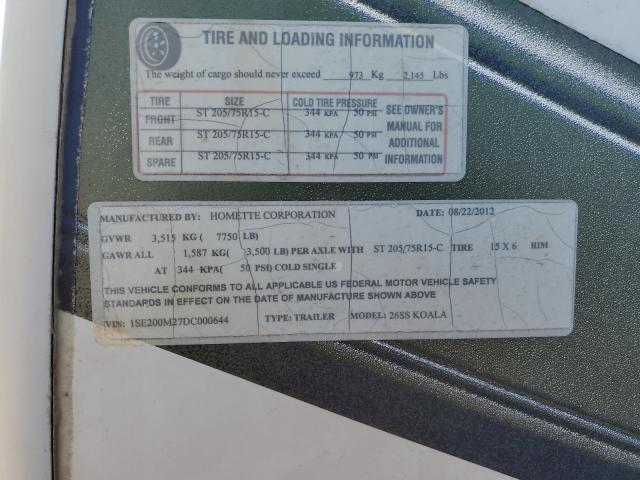 TIRE AND LOADING INFORMATION
The weight of cargo should never exceed 973 Kg 2,145 Lbs
TIRE SIZE COLD TIRE PRESSURE SEE OWNER'S MANUAL FOR ADDITIONAL INFORMATION
FRONT ST 205/75R15-C 344 KPA 50 PSI
REAR ST 205/75R15-C 344 KPA 50 PSI
SPARE ST 205/75R15-C 344 KPA 50 PSI
MANUFACTURED BY: HOMETTE CORPORATION DATE: 08/22/2012
GVWR 3,515 KG ( 7750 LB)
GAWR ALL 1,587 KG( 3,500 LB) PER AXLE WITH ST 205/75R15-C TIRE 15 X 6 RIM
AT 344 KPA( 50 PSI) COLD SINGLE
THIS VEHICLE CONFORMS TO ALL APPLICABLE US FEDERAL MOTOR VEHICLE SAFETY
STANDARDS IN EFFECT ON THE DATE OF MANUFACTURE SHOWN ABOVE
VIN: 1SE200M27DC000644 TYPE: TRAILER MODEL: 26SS KOALA